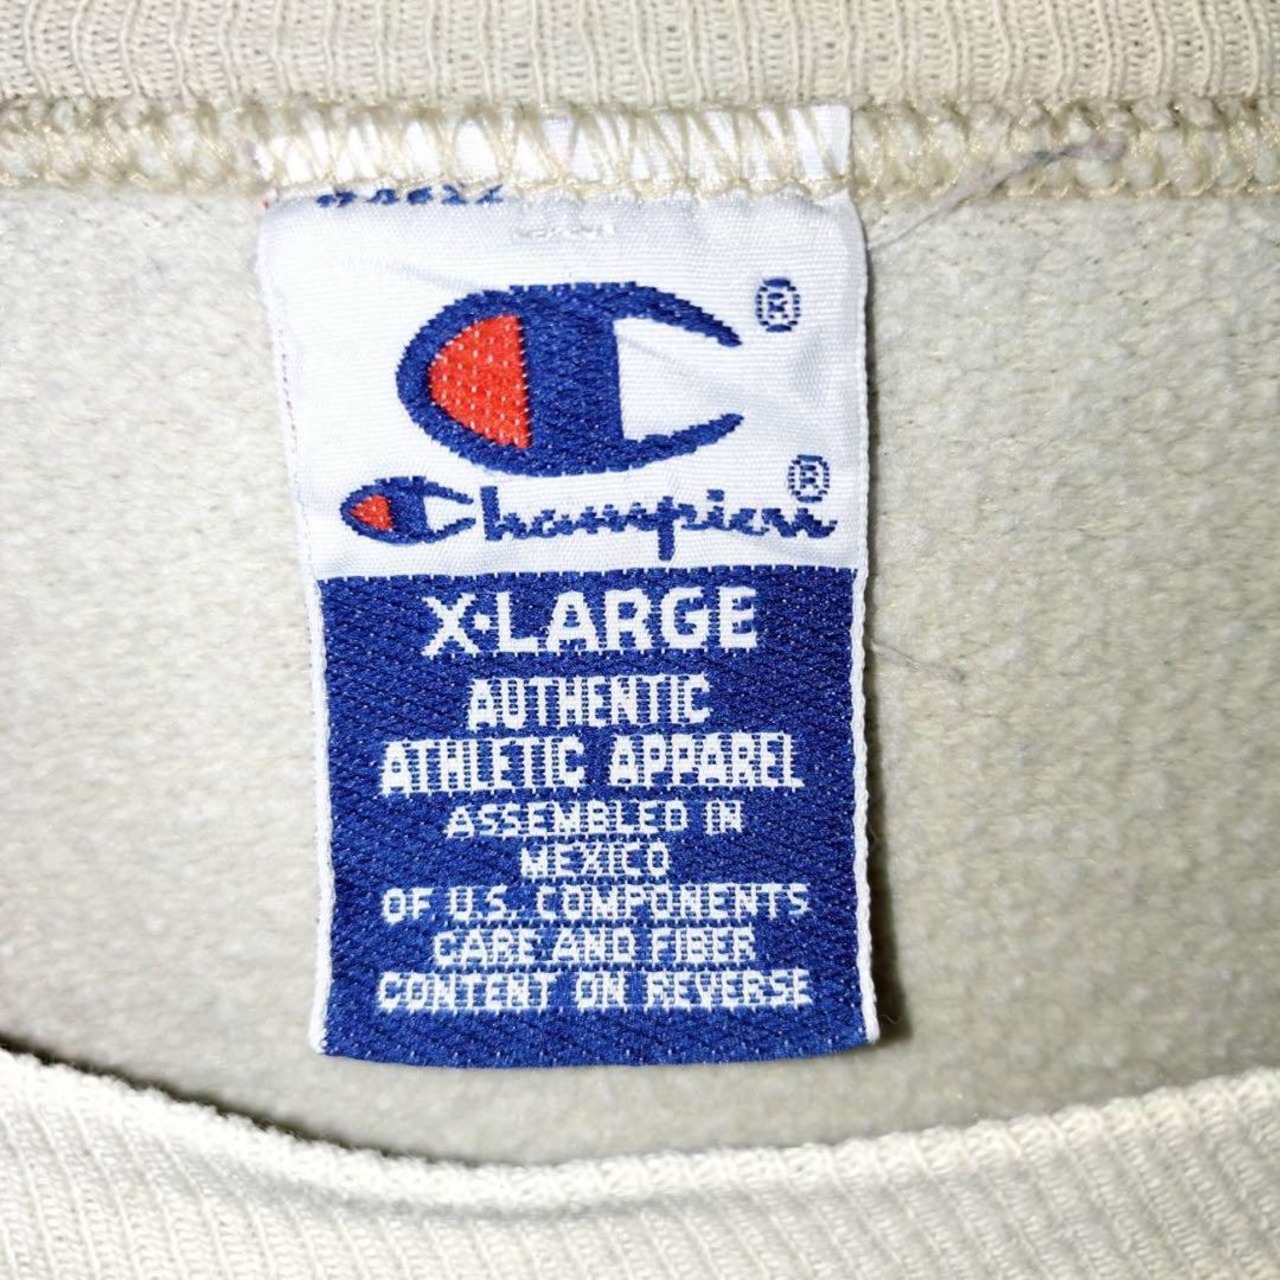 ®
Champion®
X·LARGE
AUTHENTIC
ATHLETIC APPAREL
ASSEMBLED IN
MEXICO
OF U.S. COMPONENTS
CARE AND FIBER
CONTENT ON REVERSE